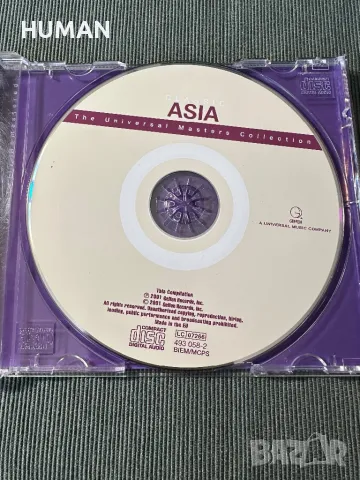 HUMAN
ASIA
The Universal Masters Collection
GEFFEN
A UNIVERSAL MUSIC COMPANY
This Compilation
℗ 2001 Geffen Records, Inc.
© 2001 Geffen Records, Inc.
All rights reserved. Unauthorised copying, reproduction, hiring,
lending, public performance and broadcasting prohibited.
Made in the EU
COMPACT
disc
DIGITAL AUDIO
LC 07266
493 058-2
BIEM/MCPS
BAZAR